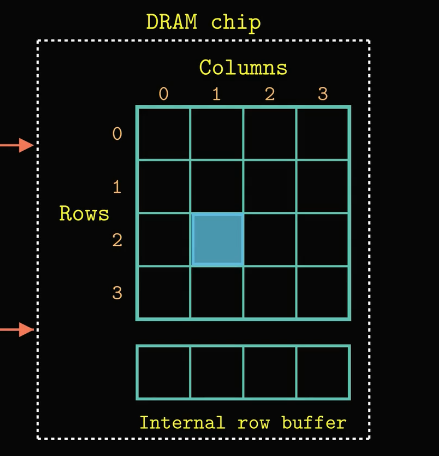 DRAM chip
Columns
0 1 2 3
0
1
Rows
2
3
Internal row buffer